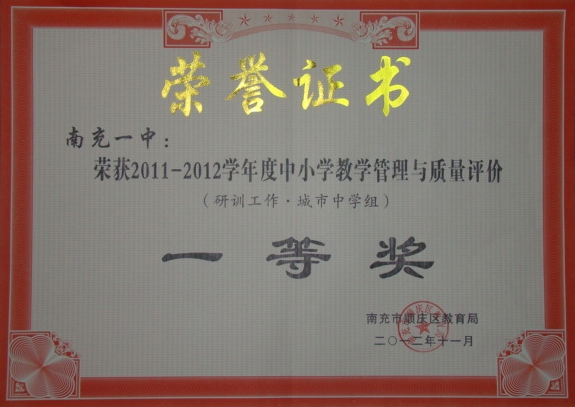 荣誉证书
南充一中：
荣获2011-2012学年度中小学教学管理与质量评价
（研训工作·城市中学组）
一等奖
南充市顺庆区教育局
二〇一二年十一月